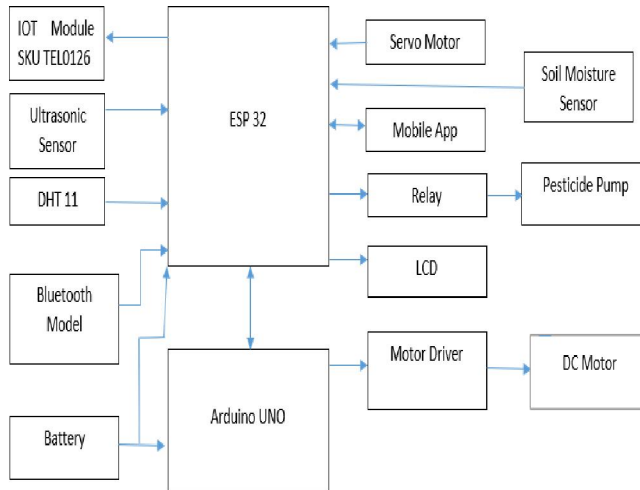 IOT Module
SKU TEL0126
Servo Motor
Soil Moisture
Sensor
Ultrasonic
Sensor
ESP 32
Mobile App
DHT 11
Relay
Pesticide Pump
LCD
Bluetooth
Model
Motor Driver
DC Motor
Arduino UNO
Battery